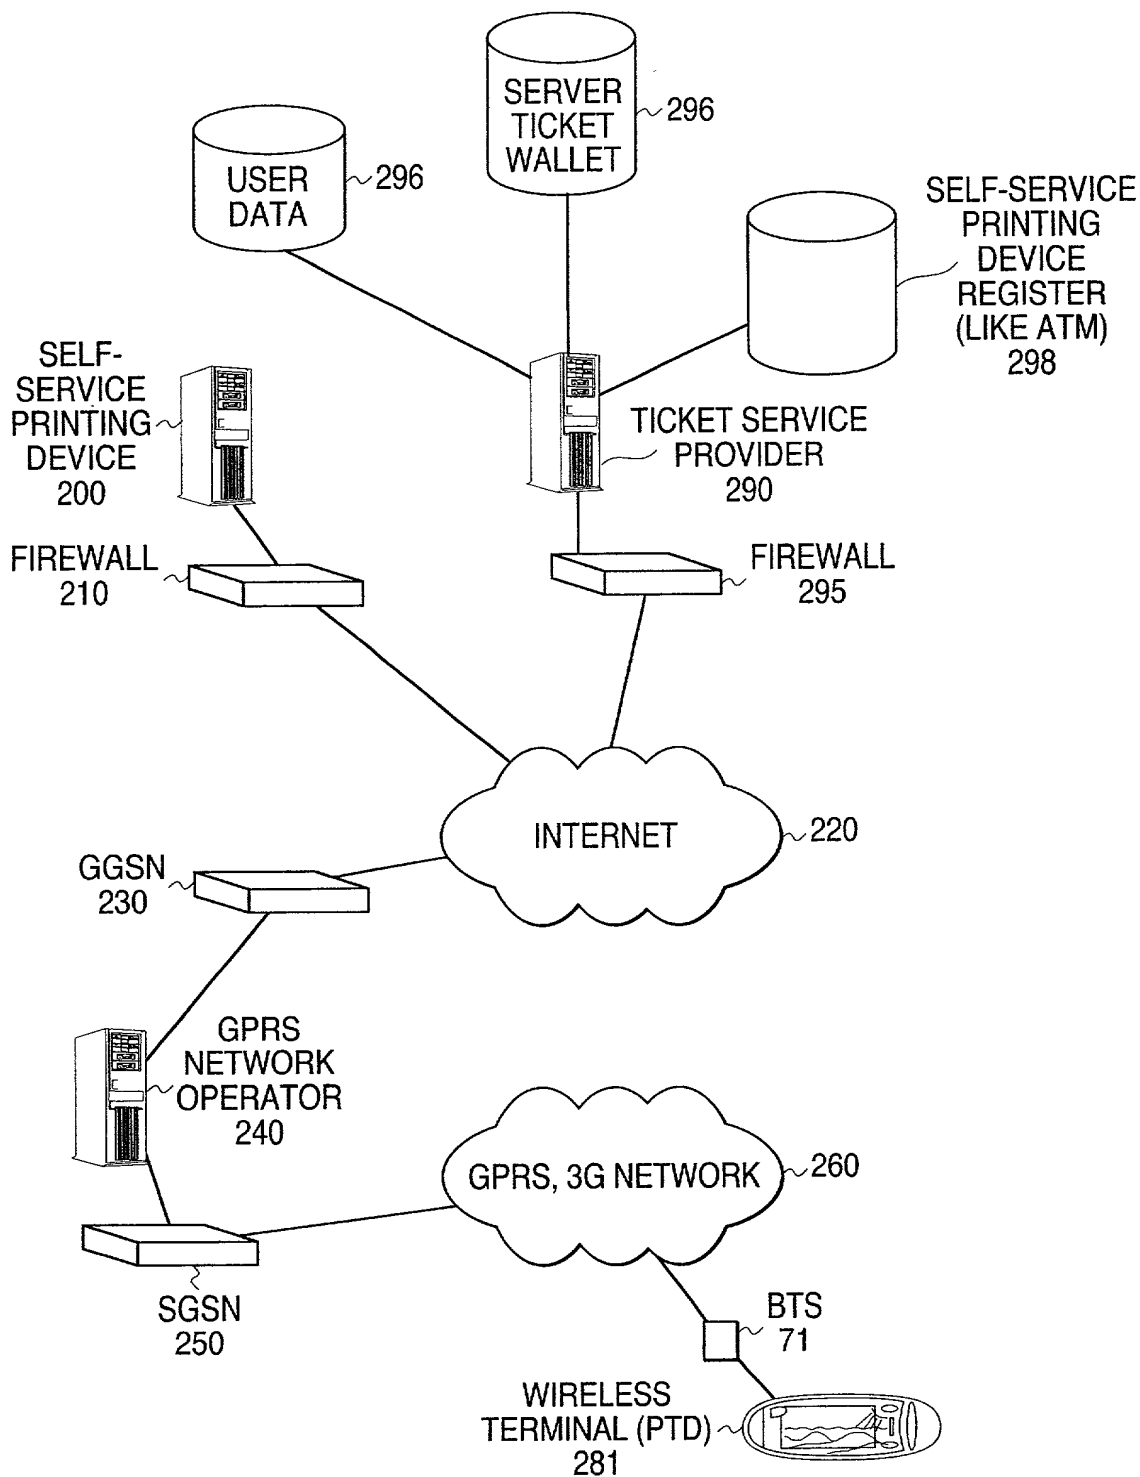 SERVER
TICKET
WALLET
296
USER
DATA
296
SELF-SERVICE
PRINTING
DEVICE
REGISTER
(LIKE ATM)
298
SELF-
SERVICE
PRINTING
DEVICE
200
TICKET SERVICE
PROVIDER
290
FIREWALL
210
FIREWALL
295
INTERNET
220
GGSN
230
GPRS
NETWORK
OPERATOR
240
GPRS, 3G NETWORK
260
SGSN
250
BTS
71
WIRELESS
TERMINAL (PTD)
281